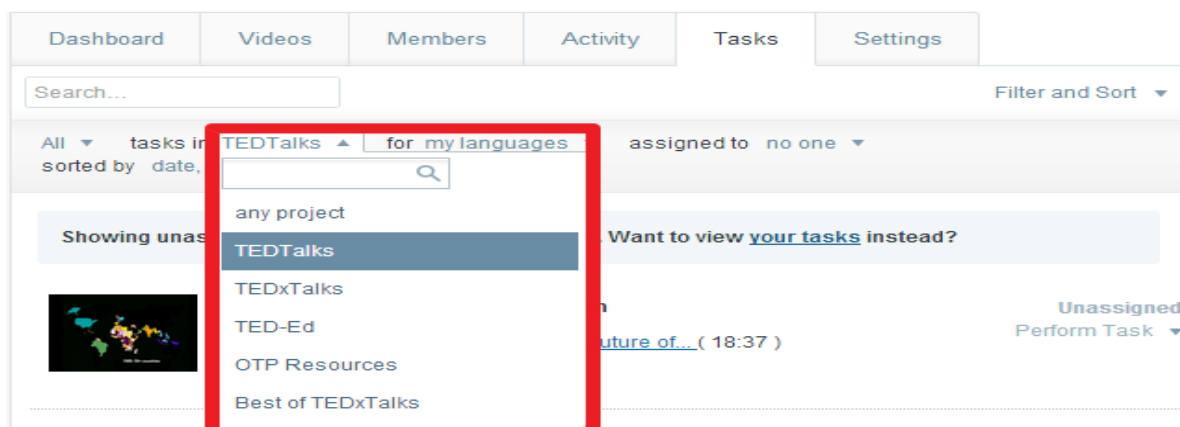 Dashboard Videos Members Activity Tasks Settings
Search... Filter and Sort
All tasks in TEDTalks for my languages assigned to no one
sorted by date,
any project
Showing unas . Want to view your tasks instead?
TEDTalks
TEDxTalks
n Unassigned
TED-Ed
uture of... ( 18:37 ) Perform Task
OTP Resources
Best of TEDxTalks